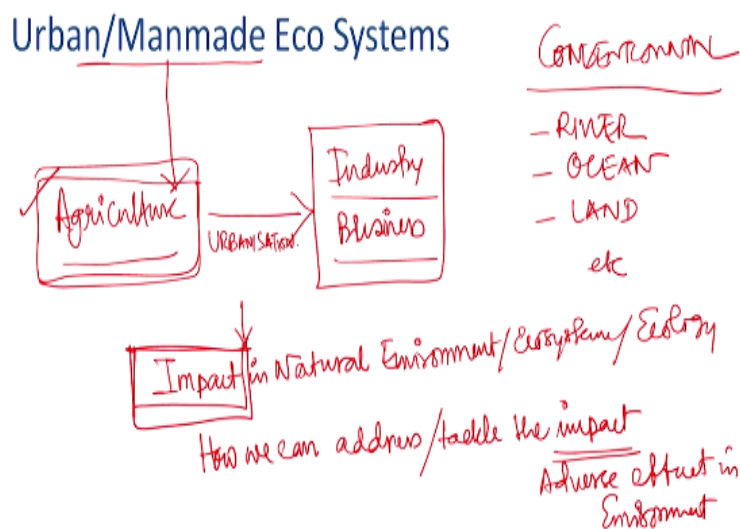 Urban/Manmade Eco Systems
- RIVER
- OCEAN
- LAND
etc
Agriculture
URBANISATION.
Industry
Business
Impact in Natural Environment/Ecosystem/Ecology
How we can address/tackle the impact
Adverse effect in
Environment